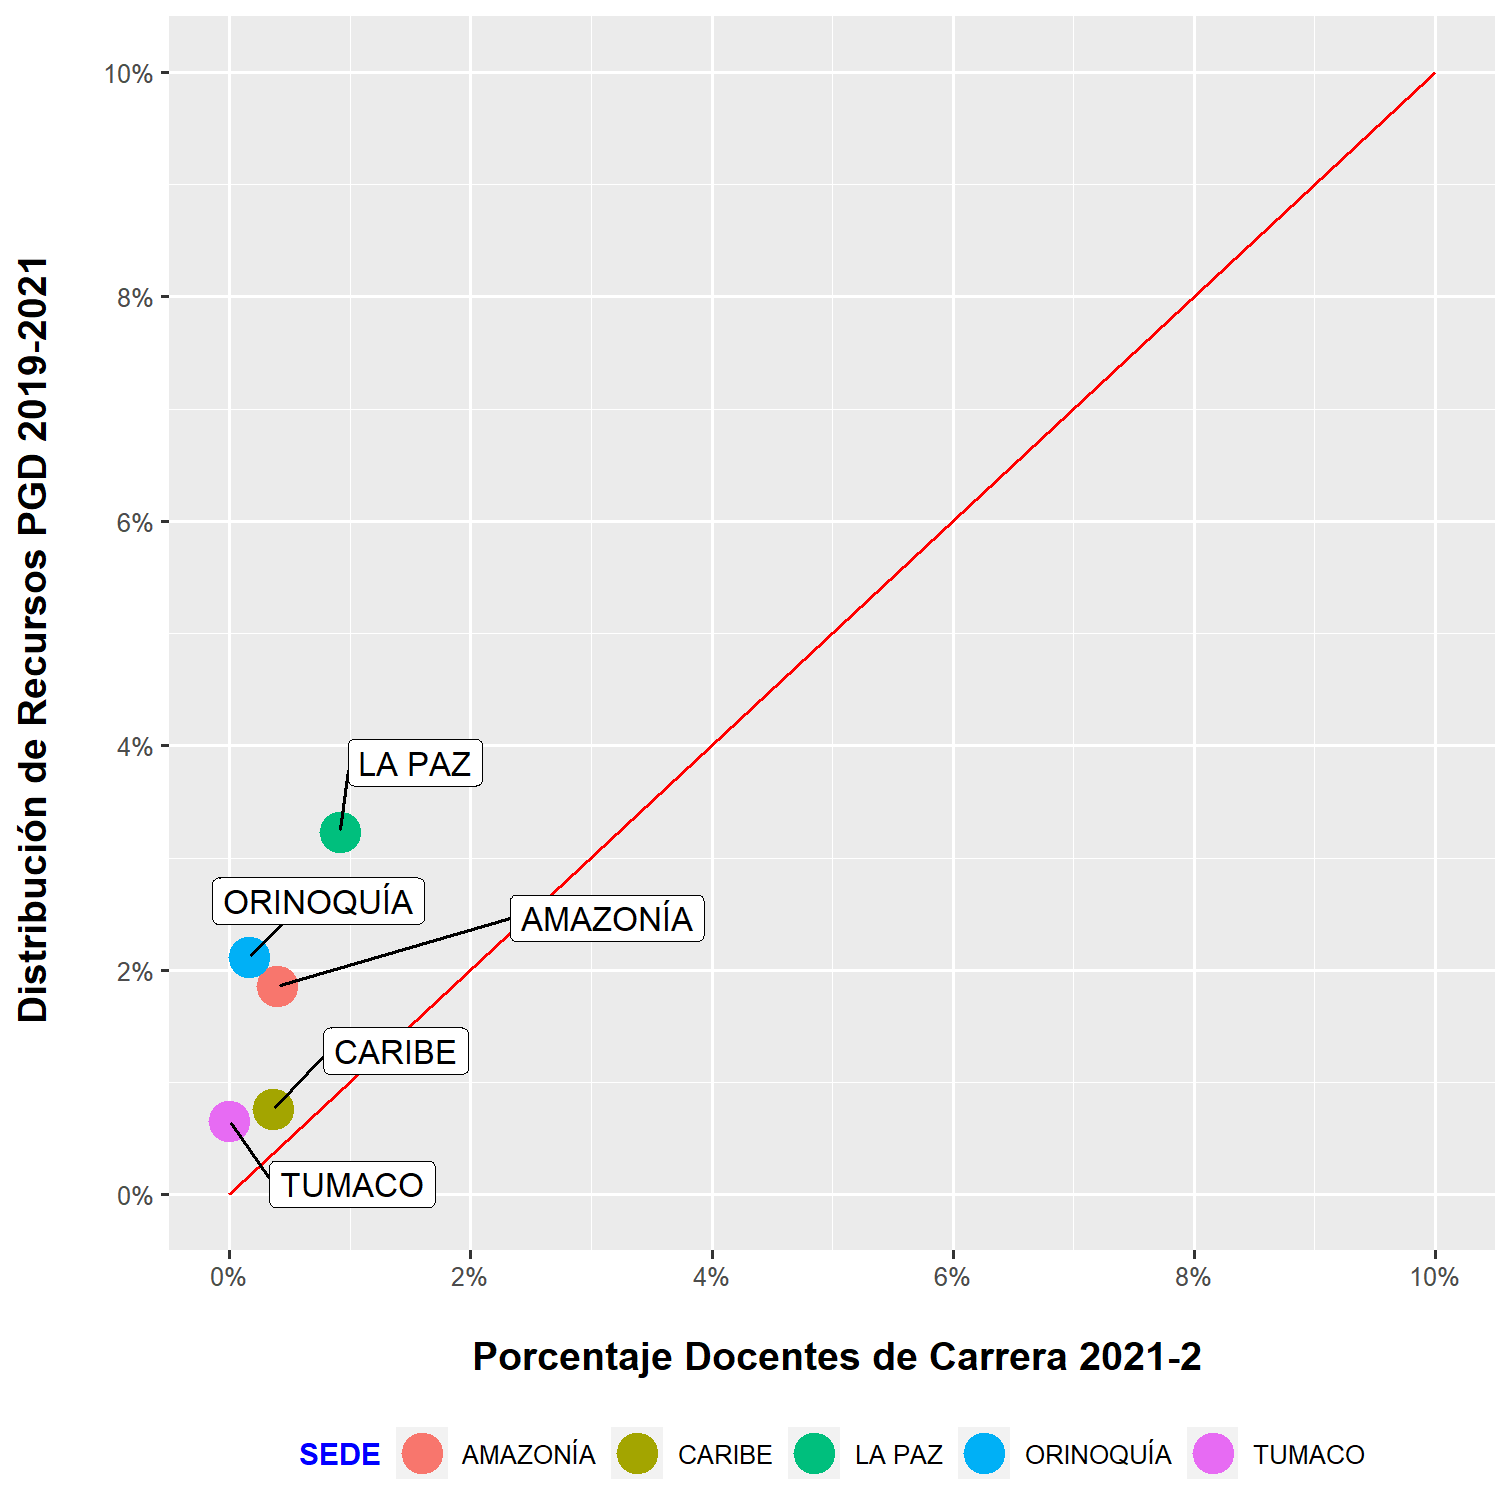 Distribución de Recursos PGD 2019-2021
10%
8%
6%
4%
2%
0%
LA PAZ
ORINOQUÍA
AMAZONÍA
CARIBE
TUMACO
0% 2% 4% 6% 8% 10%
Porcentaje Docentes de Carrera 2021-2
SEDE AMAZONÍA CARIBE LA PAZ ORINOQUÍA TUMACO